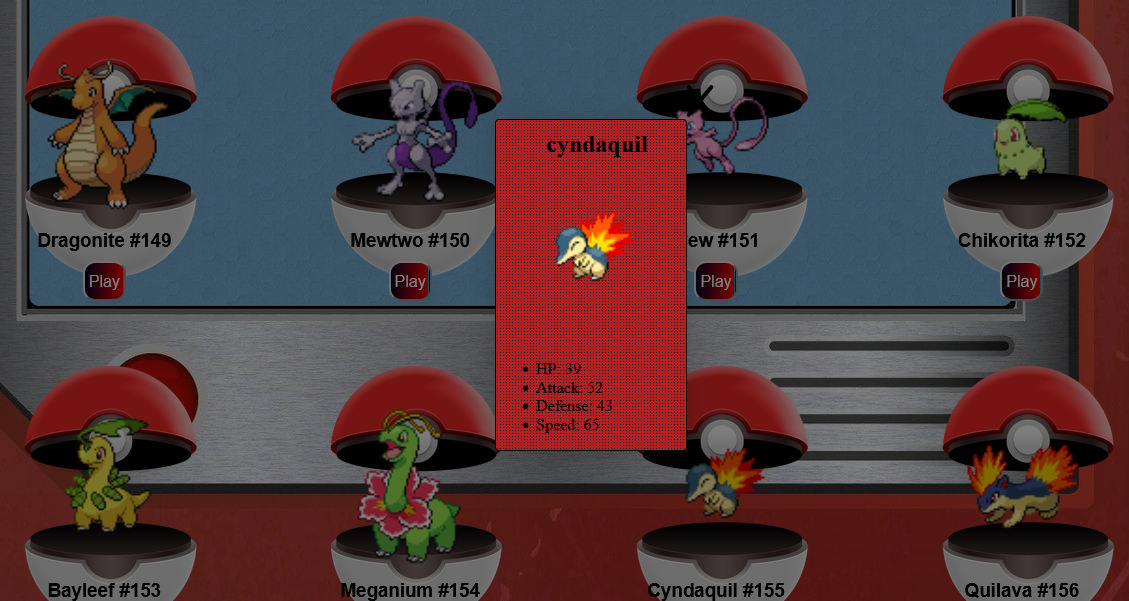 cyndaquil
Dragonite #149
Mewtwo #150
ew #151
Chikorita #152
Play
Play
Play
Play
HP: 39
Attack: 52
Defense: 43
Speed: 65
Bayleef #153
Meganium #154
Cyndaquil #155
Quilava #156